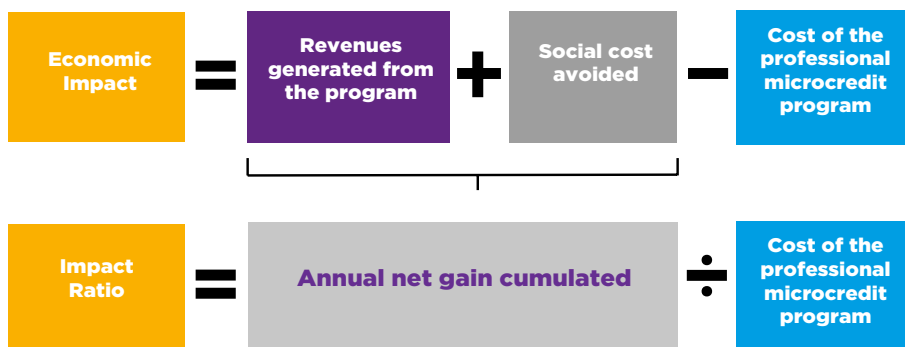 Economic
Impact
=
Revenues
generated from
the program
+
Social cost
avoided
−
Cost of the
professional
microcredit
program
Impact
Ratio
=
Annual net gain cumulated
÷
Cost of the
professional
microcredit
program